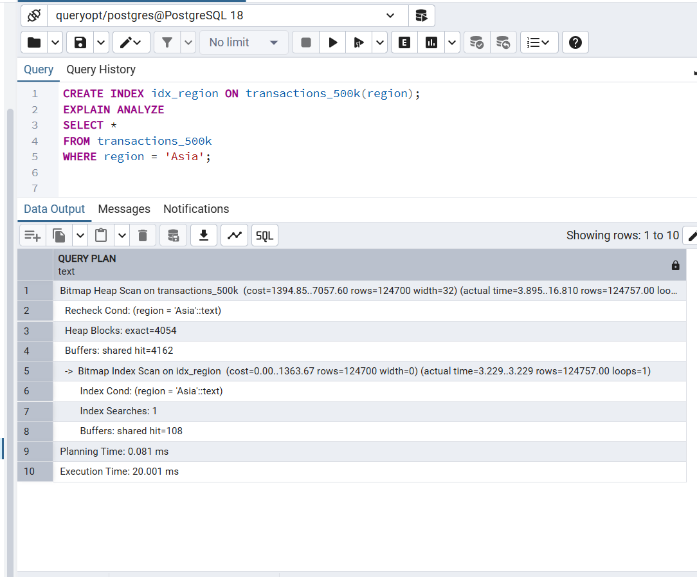 queryopt/postgres@PostgreSQL 18
No limit
E
SQL
Query Query History
1 CREATE INDEX idx_region ON transactions_500k(region);
2 EXPLAIN ANALYZE
3 SELECT *
4 FROM transactions_500k
5 WHERE region = 'Asia';
6
7
Data Output Messages Notifications
SQL Showing rows: 1 to 10
QUERY PLAN
text
1 Bitmap Heap Scan on transactions_500k (cost=1394.85..7057.60 rows=124700 width=32) (actual time=3.895..16.810 rows=124757.00 loo...
2 Recheck Cond: (region = 'Asia'::text)
3 Heap Blocks: exact=4054
4 Buffers: shared hit=4162
5 -> Bitmap Index Scan on idx_region (cost=0.00..1363.67 rows=124700 width=0) (actual time=3.229..3.229 rows=124757.00 loops=1)
6 Index Cond: (region = 'Asia'::text)
7 Index Searches: 1
8 Buffers: shared hit=108
9 Planning Time: 0.081 ms
10 Execution Time: 20.001 ms